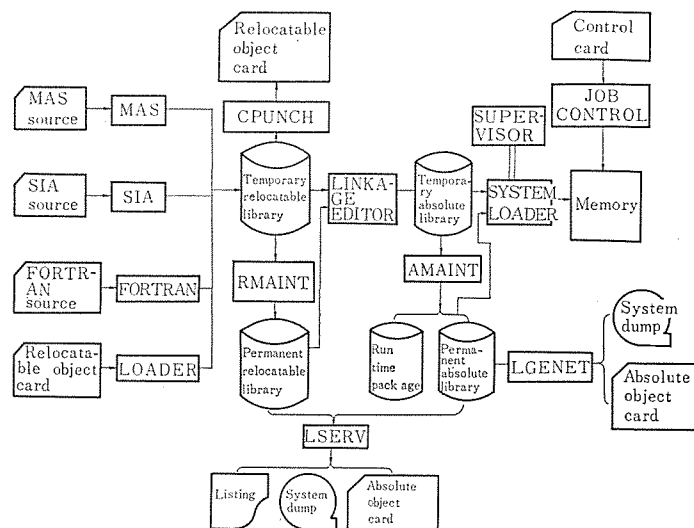 Relocatable
object
card
Control
card
MAS
source
MAS
CPUNCH
SUPER-
VISOR
JOB
CONTROL
SIA
source
SIA
Temporary
relocatable
library
LINKA-
GE
EDITOR
Tempora-
ry
absolute
library
SYSTEM
LOADER
Memory
FORTR-
AN
source
FORTRAN
RMAINT
AMAINT
System
dump
Relocata-
ble object
card
LOADER
Permanent
relocatable
library
Run
time
pack age
Perma-
nent
absolute
library
LGENET
Absolute
object
card
LSERV
Listing
System
dump
Absolute
object
card